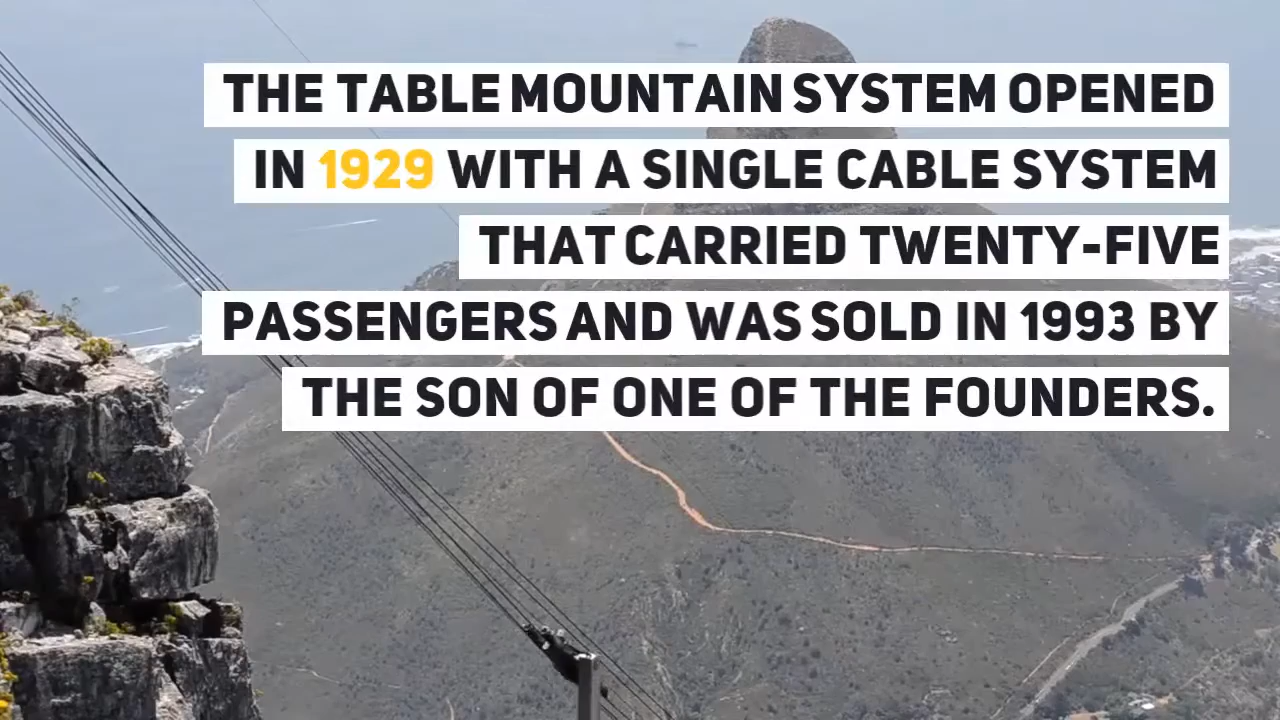 THE TABLE MOUNTAIN SYSTEM OPENED
IN 1929 WITH A SINGLE CABLE SYSTEM
THAT CARRIED TWENTY-FIVE
PASSENGERS AND WAS SOLD IN 1993 BY
THE SON OF ONE OF THE FOUNDERS.